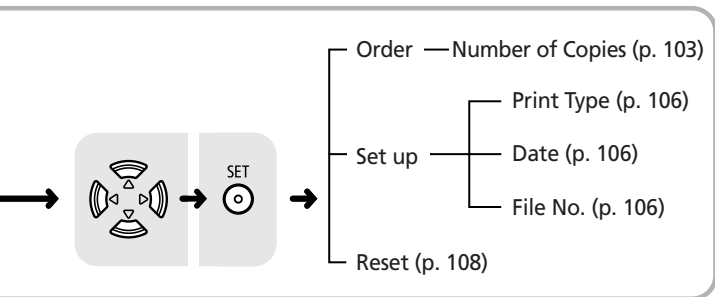 Order
Number of Copies (p. 103)
Print Type (p. 106)
SET
Set up
Date (p. 106)
File No. (p. 106)
Reset (p. 108)